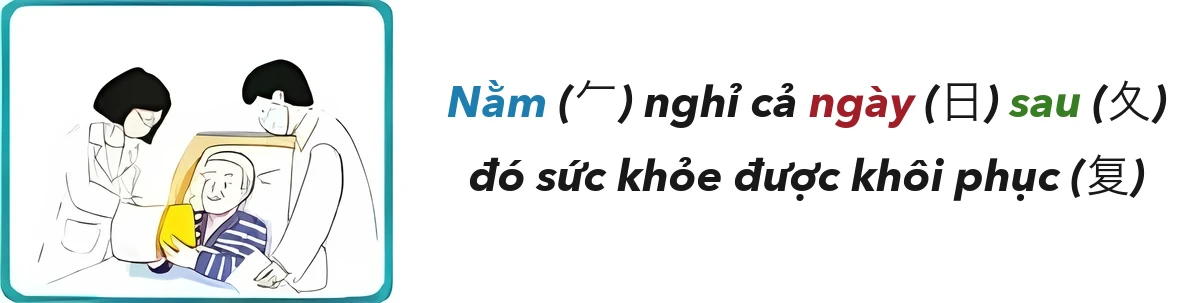 Nằm (𠂉) nghỉ cả ngày (日) sau (夂)
đó sức khỏe được khôi phục (复)